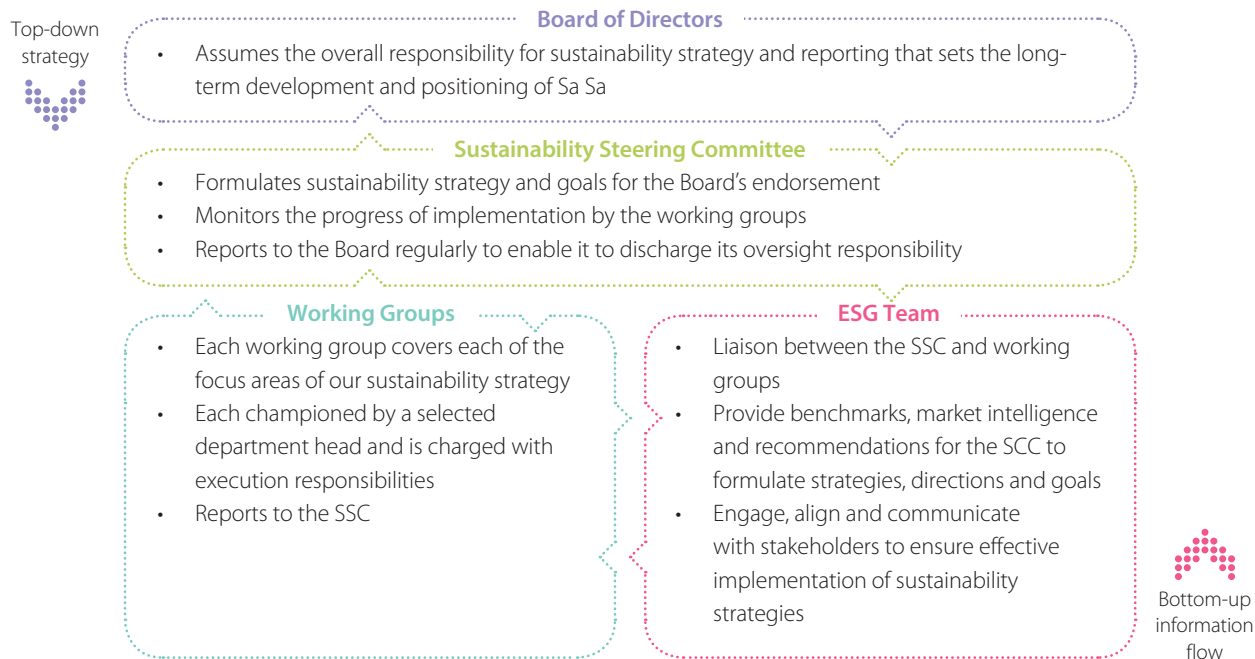 Top-down
strategy
Board of Directors
• Assumes the overall responsibility for sustainability strategy and reporting that sets the long-
term development and positioning of Sa Sa
Sustainability Steering Committee
• Formulates sustainability strategy and goals for the Board's endorsement
• Monitors the progress of implementation by the working groups
• Reports to the Board regularly to enable it to discharge its oversight responsibility
Working Groups
• Each working group covers each of the
focus areas of our sustainability strategy
• Each championed by a selected
department head and is charged with
execution responsibilities
• Reports to the SSC
ESG Team
• Liaison between the SSC and working
groups
• Provide benchmarks, market intelligence
and recommendations for the SCC to
formulate strategies, directions and goals
• Engage, align and communicate
with stakeholders to ensure effective
implementation of sustainability
strategies
Bottom-up
information
flow